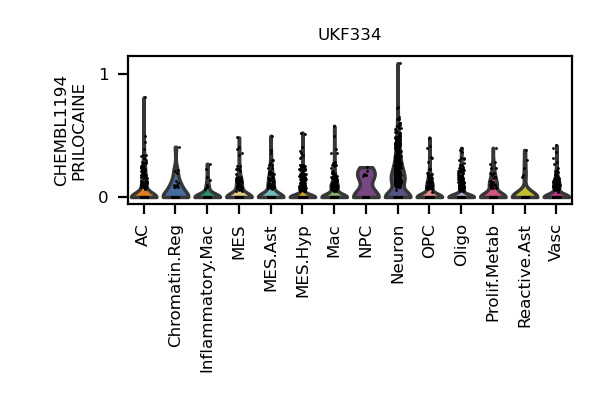 UKF334
CHEMBL1194
PRILOCAINE
1
0
AC
Chromatin.Reg
Inflammatory.Mac
MES
MES.Ast
MES.Hyp
Mac
NPC
Neuron
OPC
Oligo
Prolif.Metab
Reactive.Ast
Vasc